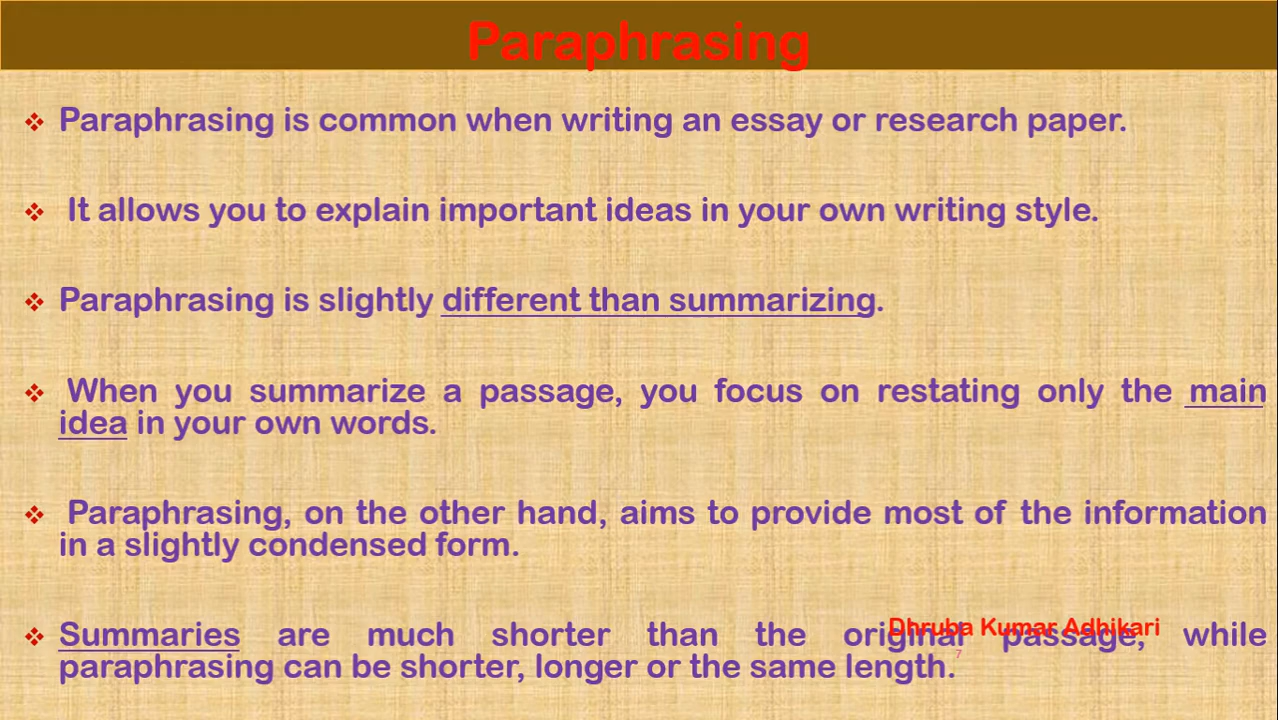 Paraphrasing
❖ Paraphrasing is common when writing an essay or research paper.
❖ It allows you to explain important ideas in your own writing style.
❖ Paraphrasing is slightly different than summarizing.
❖ When you summarize a passage, you focus on restating only the main
idea in your own words.
❖ Paraphrasing, on the other hand, aims to provide most of the information
in a slightly condensed form.
❖ Summaries are much shorter than the original passage, while
Dhruba Kumar Adhikari
paraphrasing can be shorter, longer or the same length.
7